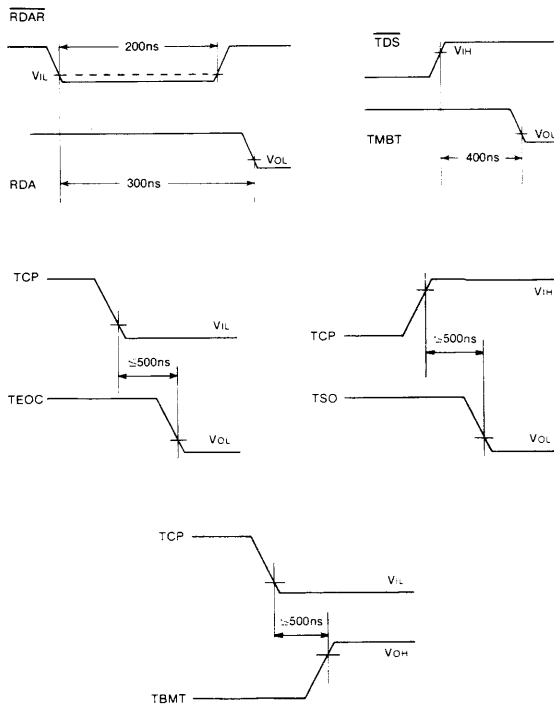 RDAR
200ns
VIL
RDA
VOL
300ns
TDS
VIH
TMBT
VOL
400ns
TCP
VIL
≤500ns
TEOC
VOL
TCP
VIH
≤500ns
TSO
VOL
TCP
VIL
≤500ns
TBMT
VOH